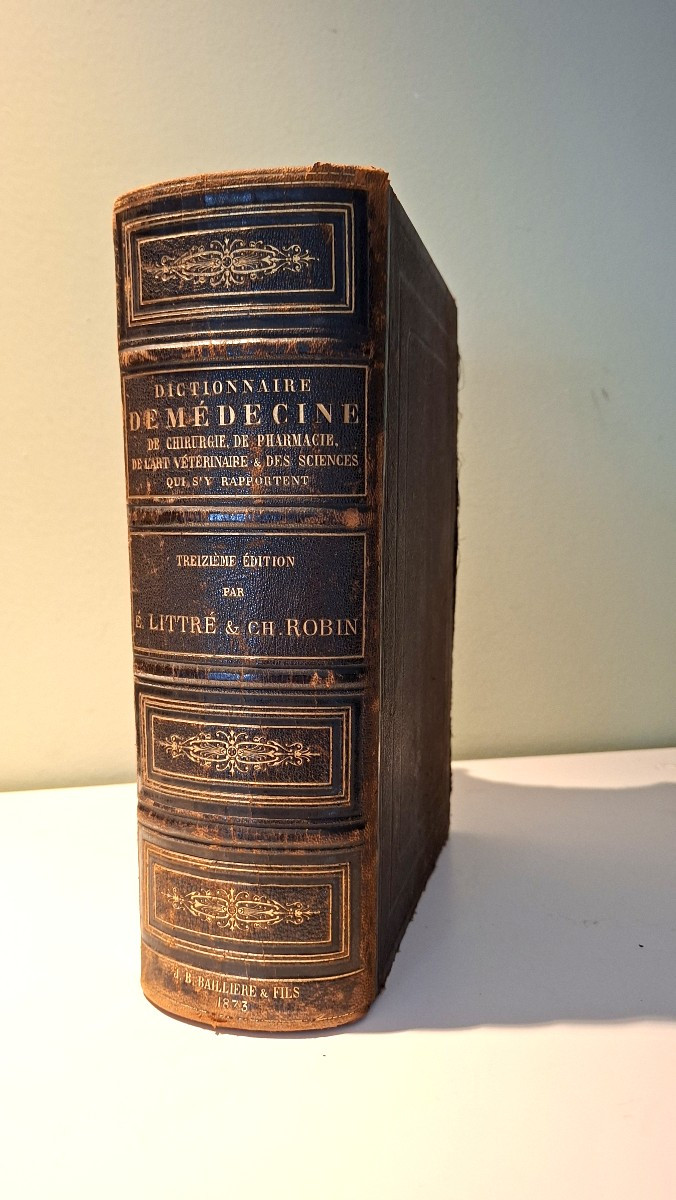 DICTIONNAIRE
DE MÉDECINE
DE CHIRURGIE, DE PHARMACIE,
DE L'ART VÉTÉRINAIRE & DES SCIENCES
QUI S'Y RAPPORTENT
TREIZIÈME ÉDITION
PAR
É. LITTRÉ & CH. ROBIN
J. B. BAILLIERE & FILS
1873